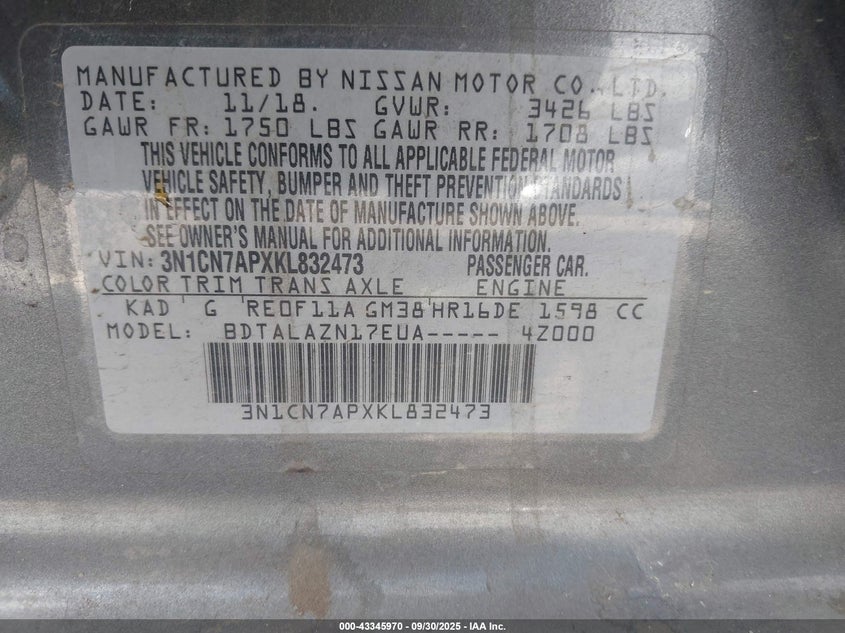 MANUFACTURED BY NISSAN MOTOR CO., LTD.
DATE: 11/18. GVWR: 3426 LBS
GAWR FR: 1750 LBS GAWR RR: 1708 LBS
THIS VEHICLE CONFORMS TO ALL APPLICABLE FEDERAL MOTOR
VEHICLE SAFETY, BUMPER AND THEFT PREVENTION STANDARDS
IN EFFECT ON THE DATE OF MANUFACTURE SHOWN ABOVE.
SEE OWNER'S MANUAL FOR ADDITIONAL INFORMATION.
VIN: 3N1CN7APXKL832473 PASSENGER CAR.
COLOR TRIM TRANS AXLE ENGINE
KAD G RE0F11A GM38 HR16DE 1598 CC
MODEL: BDTALAZN17EUA----- 4Z000
3N1CN7APXKL832473
000-43345970 - 09/30/2025 - IAA Inc.